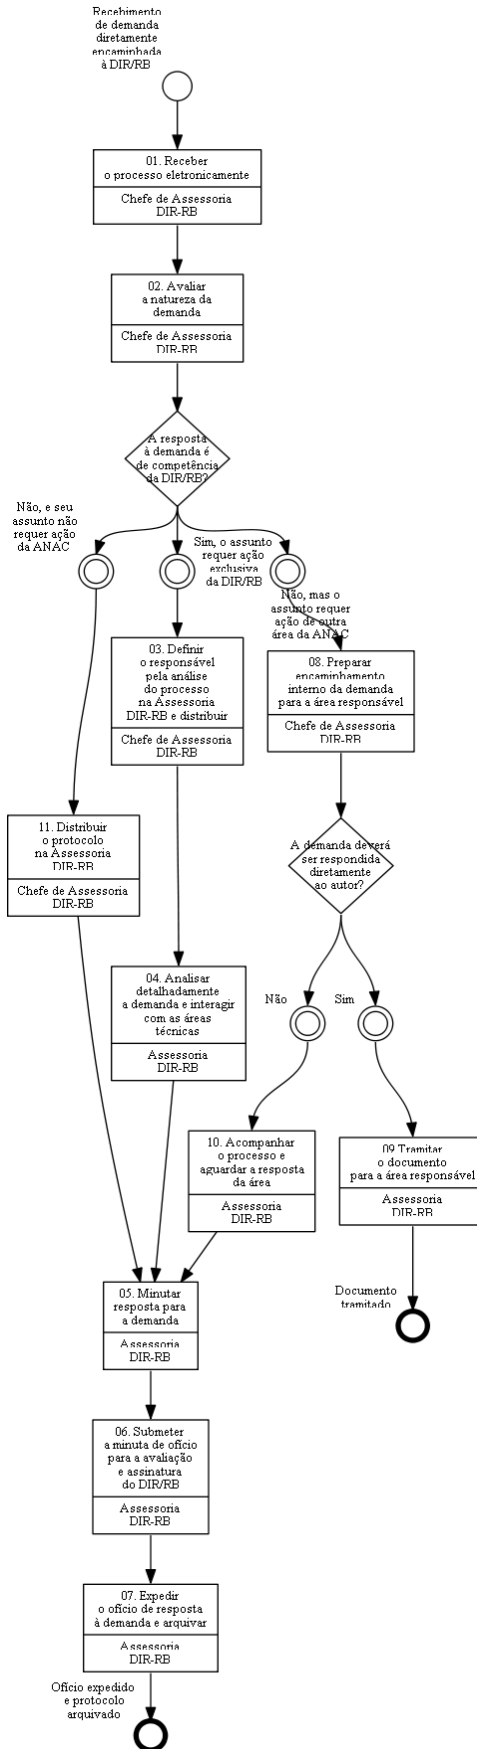 Recebimento
de demanda
diretamente
encaminhada
à DIR/RB
01. Receber
o processo eletronicamente
Chefe de Assessoria
DIR-RB
02. Avaliar
a natureza da
demanda
Chefe de Assessoria
DIR-RB
A resposta
à demanda é
de competência
da DIR/RB?
Não, e seu
assunto não
requer ação
da ANAC
Sim, o assunto
requer ação
exclusiva
da DIR/RB
Não, mas o
assunto requer
ação de outra
área da ANAC
03. Definir
o responsável
pela análise
do processo
na Assessoria
DIR-RB e distribuir
Chefe de Assessoria
DIR-RB
08. Preparar
encaminhamento
interno da demanda
para a área responsável
Chefe de Assessoria
DIR-RB
11. Distribuir
o protocolo
na Assessoria
DIR-RB
Chefe de Assessoria
DIR-RB
A demanda deverá
ser respondida
diretamente
ao autor?
04. Analisar
detalhadamente
a demanda e interagir
com as áreas
técnicas
Assessoria
DIR-RB
Não
Sim
10. Acompanhar
o processo e
aguardar a resposta
da área
Assessoria
DIR-RB
09 Tramitar
o documento
para a área responsável
Assessoria
DIR-RB
05. Minutar
resposta para
a demanda
Assessoria
DIR-RB
Documento
tramitado
06. Submeter
a minuta de ofício
para a avaliação
e assinatura
do DIR/RB
Assessoria
DIR-RB
07. Expedir
o ofício de resposta
à demanda e arquivar
Assessoria
DIR-RB
Ofício expedido
e protocolo
arquivado